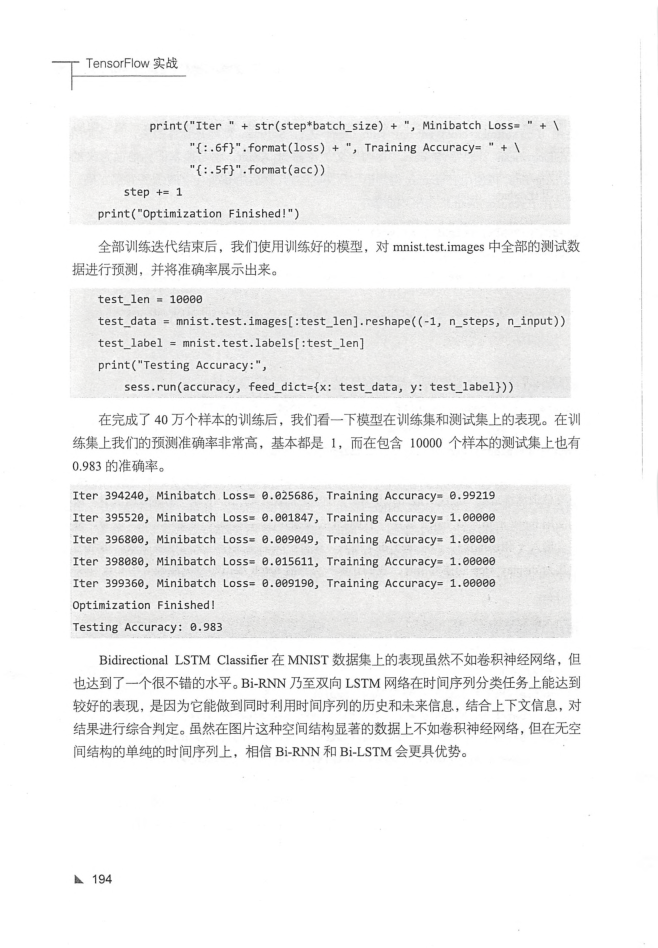 TensorFlow 实战
print("Iter " + str(step*batch_size) + ", Minibatch Loss= " + \
"{:.6f}".format(loss) + ", Training Accuracy= " + \
"{:.5f}".format(acc))
step += 1
print("Optimization Finished!")
全部训练迭代结束后，我们使用训练好的模型，对 mnist.test.images 中全部的测试数
据进行预测，并将准确率展示出来。
test_len = 10000
test_data = mnist.test.images[:test_len].reshape((-1, n_steps, n_input))
test_label = mnist.test.labels[:test_len]
print("Testing Accuracy:",
sess.run(accuracy, feed_dict={x: test_data, y: test_label}))
在完成了 40 万个样本的训练后，我们看一下模型在训练集和测试集上的表现。在训
练集上我们的预测准确率非常高，基本都是 1，而在包含 10000 个样本的测试集上也有
0.983 的准确率。
Iter 394240, Minibatch Loss= 0.025686, Training Accuracy= 0.99219
Iter 395520, Minibatch Loss= 0.001847, Training Accuracy= 1.00000
Iter 396800, Minibatch Loss= 0.009049, Training Accuracy= 1.00000
Iter 398080, Minibatch Loss= 0.015611, Training Accuracy= 1.00000
Iter 399360, Minibatch Loss= 0.009190, Training Accuracy= 1.00000
Optimization Finished!
Testing Accuracy: 0.983
Bidirectional LSTM Classifier 在 MNIST 数据集上的表现虽然不如卷积神经网络，但
也达到了一个很不错的水平。Bi-RNN 乃至双向 LSTM 网络在时间序列分类任务上能达到
较好的表现，是因为它能做到同时利用时间序列的历史和未来信息，结合上下文信息，对
结果进行综合判定。虽然在图片这种空间结构显著的数据上不如卷积神经网络，但在无空
间结构的单纯的时间序列上，相信 Bi-RNN 和 Bi-LSTM 会更具优势。
194